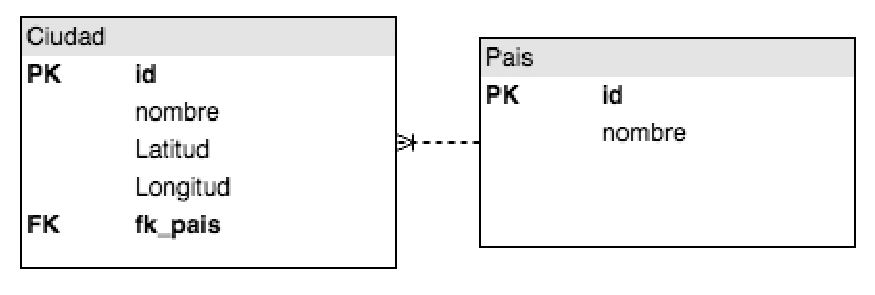 Ciudad
PK id
nombre
Latitud
Longitud
FK fk_pais
Pais
PK id
nombre